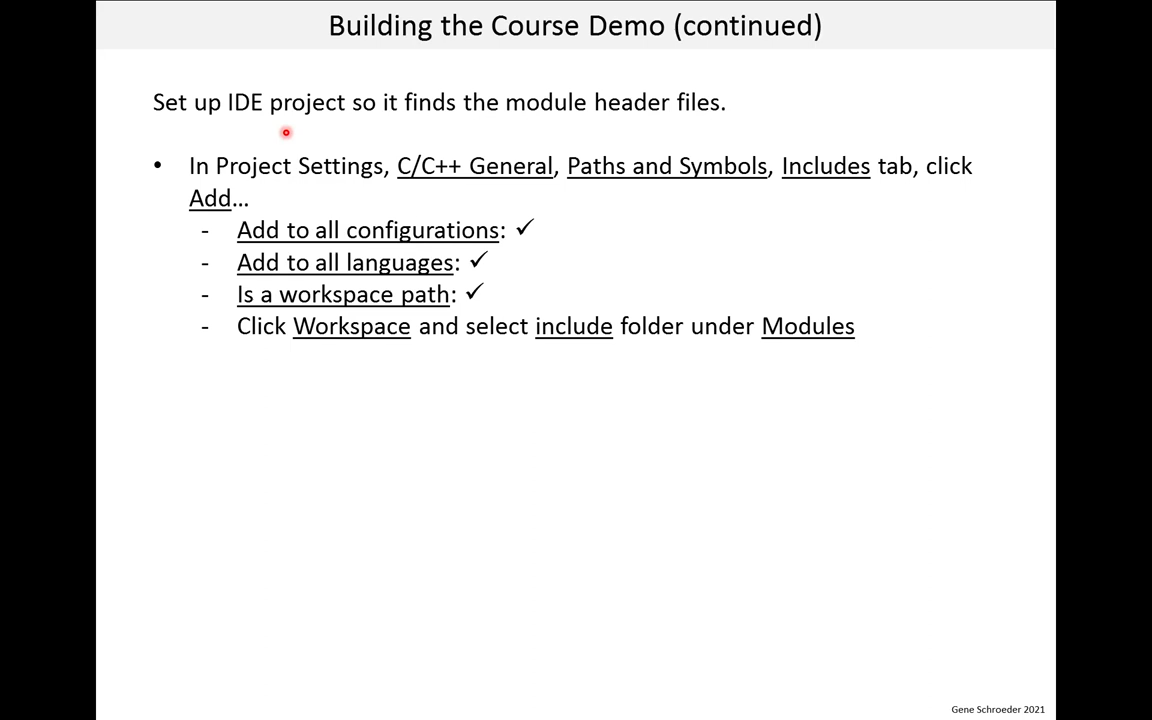 Building the Course Demo (continued)
Set up IDE project so it finds the module header files.
• In Project Settings, C/C++ General, Paths and Symbols, Includes tab, click
Add...
- Add to all configurations: ✓
- Add to all languages: ✓
- Is a workspace path: ✓
- Click Workspace and select include folder under Modules
Gene Schroeder 2021